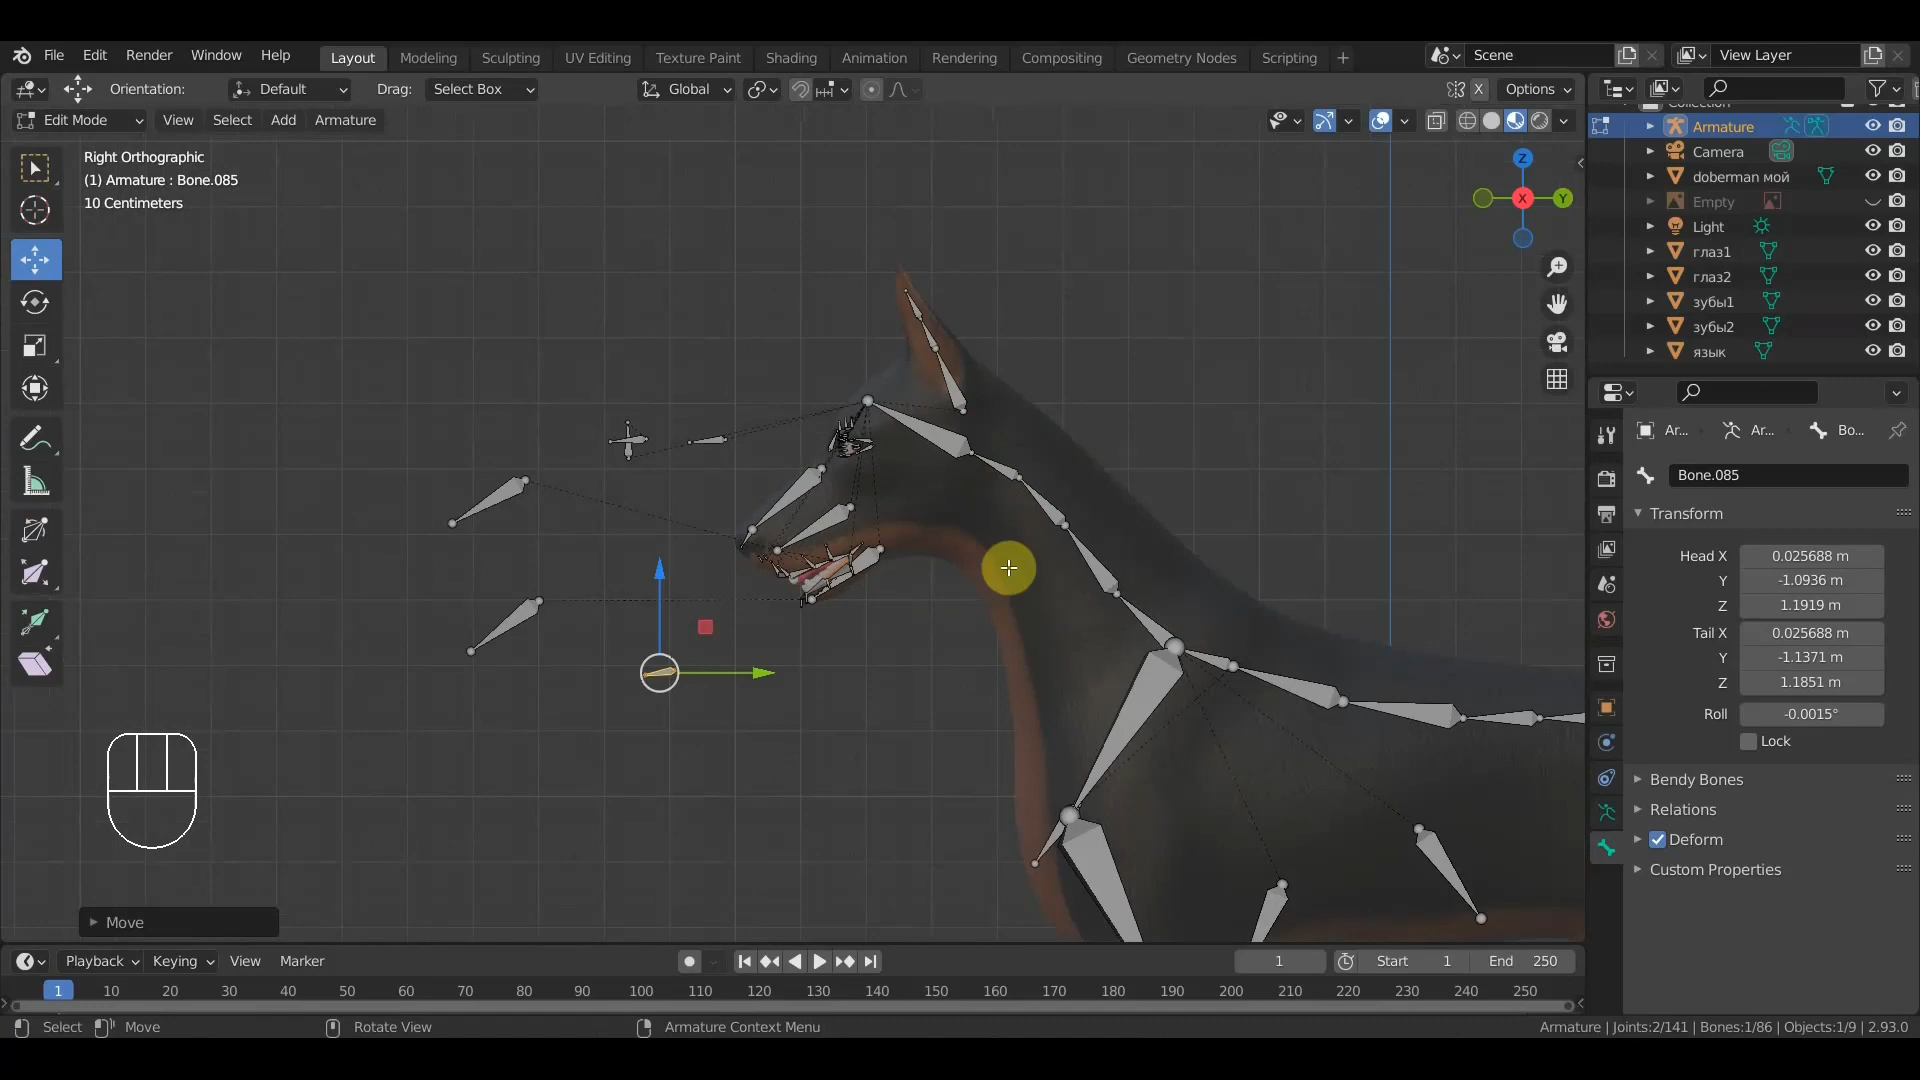 File Edit Render Window Help Layout Modeling Sculpting UV Editing Texture Paint Shading Animation Rendering Compositing Geometry Nodes Scripting + Scene View Layer
Orientation: Default Drag: Select Box Global X Options
Edit Mode View Select Add Armature
Right Orthographic
(1) Armature : Bone.085
10 Centimeters
Z
X
Y
Move
Collection
Armature
Camera
doberman мой
Empty
Light
глаз1
глаз2
зубы1
зубы2
язык
Ar... Ar... Bo...
Bone.085
Transform
Head X 0.025688 m
Y -1.0936 m
Z 1.1919 m
Tail X 0.025688 m
Y -1.1371 m
Z 1.1851 m
Roll -0.0015°
Lock
Bendy Bones
Relations
Deform
Custom Properties
Playback Keying View Marker 1 Start 1 End 250
1 10 20 30 40 50 60 70 80 90 100 110 120 130 140 150 160 170 180 190 200 210 220 230 240 250
Select Move Rotate View Armature Context Menu Armature | Joints:2/141 | Bones:1/86 | Objects:1/9 | 2.93.0